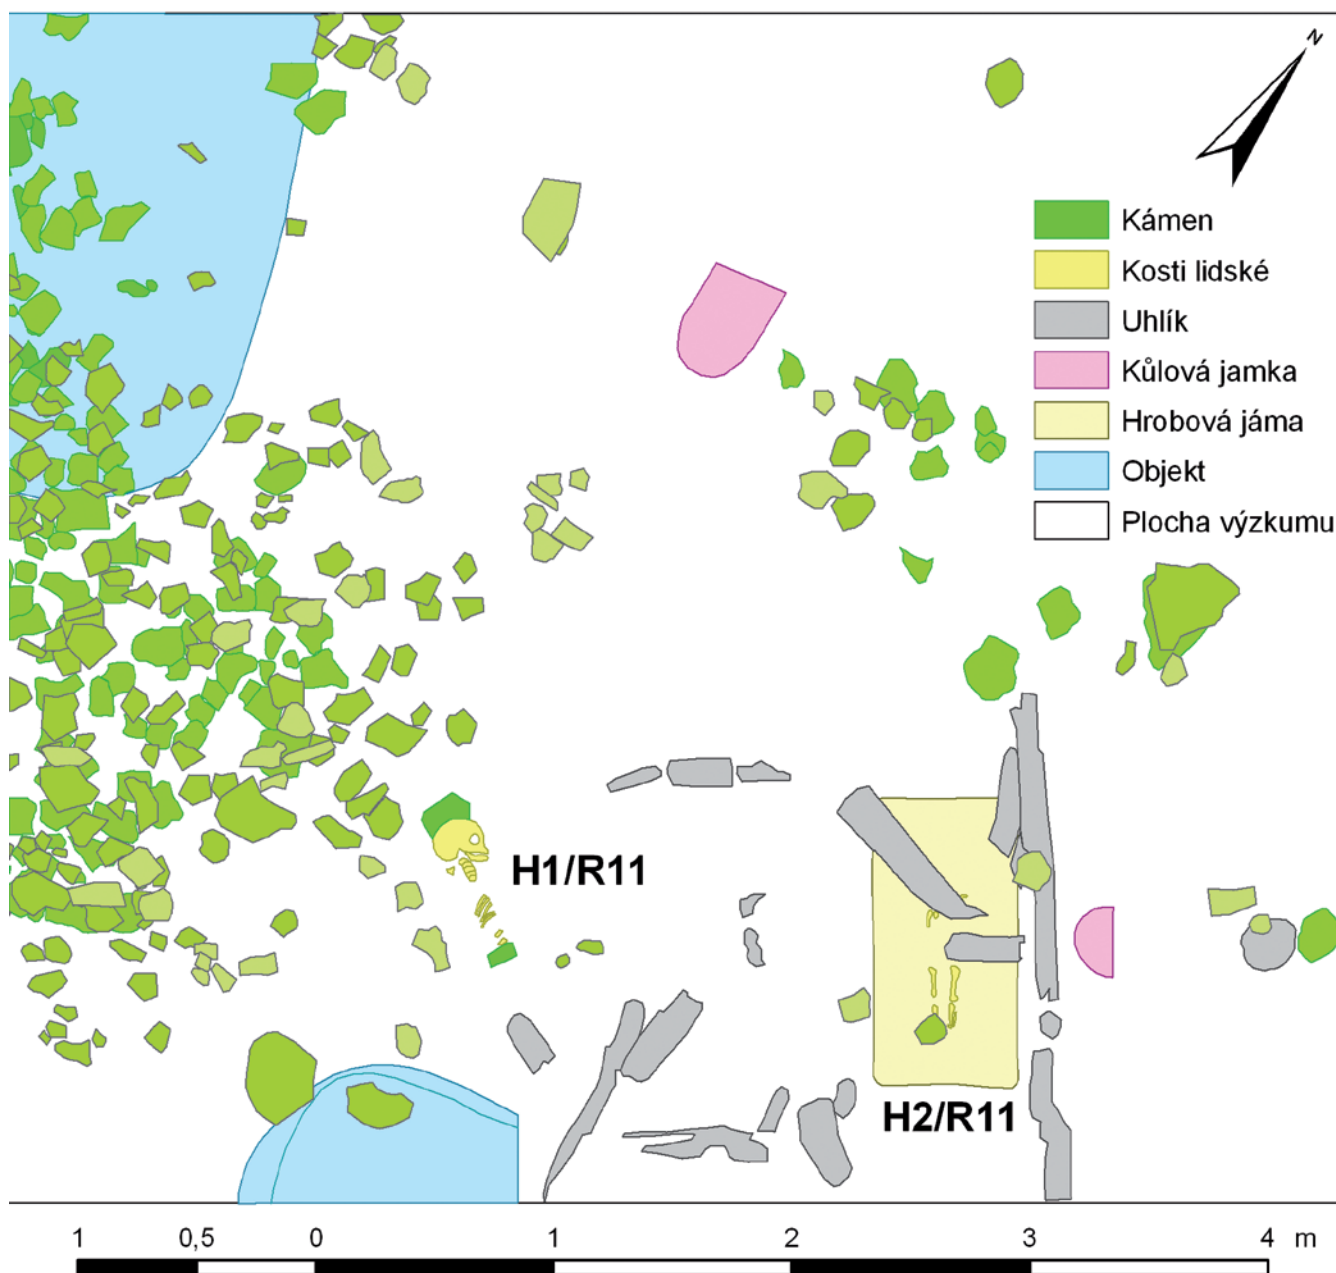 N
Kámen
Kosti lidské
Uhlík
Kůlová jamka
Hrobová jáma
Objekt
Plocha výzkumu
H1/R11
H2/R11
1 0,5 0 1 2 3 4 m